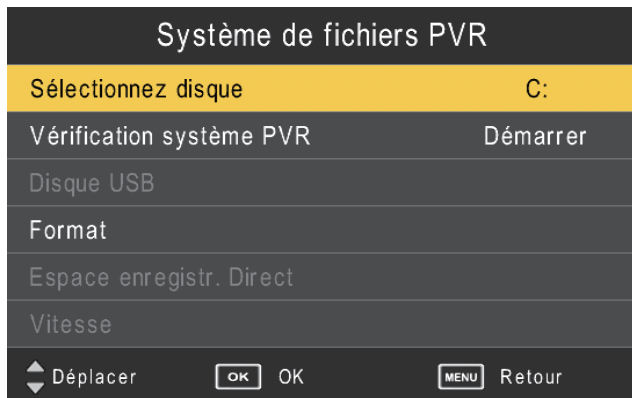 Système de fichiers PVR
Sélectionnez disque C:
Vérification système PVR Démarrer
Disque USB
Format
Espace enregistr. Direct
Vitesse
Déplacer OK OK MENU Retour